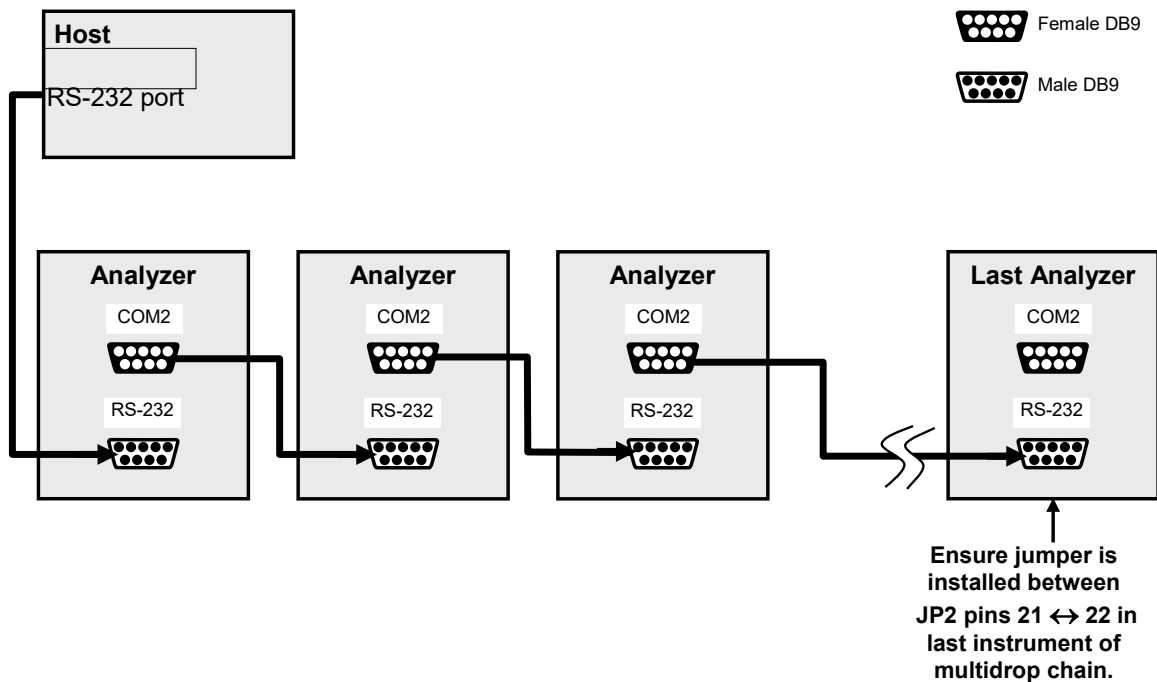 Host
RS-232 port
Female DB9
Male DB9
Analyzer
COM2
RS-232
Analyzer
COM2
RS-232
Analyzer
COM2
RS-232
Last Analyzer
COM2
RS-232
Ensure jumper is
installed between
JP2 pins 21 ↔ 22 in
last instrument of
multidrop chain.